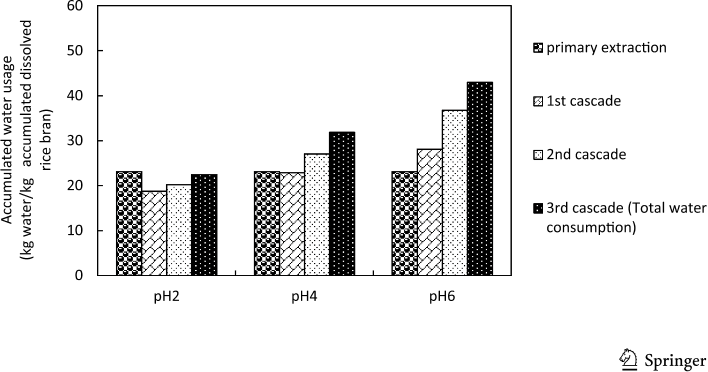 Accumulated water usage
(kg water/kg accumulated dissolved
rice bran)
60
50
40
30
20
10
0
pH2
pH4
pH6
primary extraction
1st cascade
2nd cascade
3rd cascade (Total water
consumption)
Springer